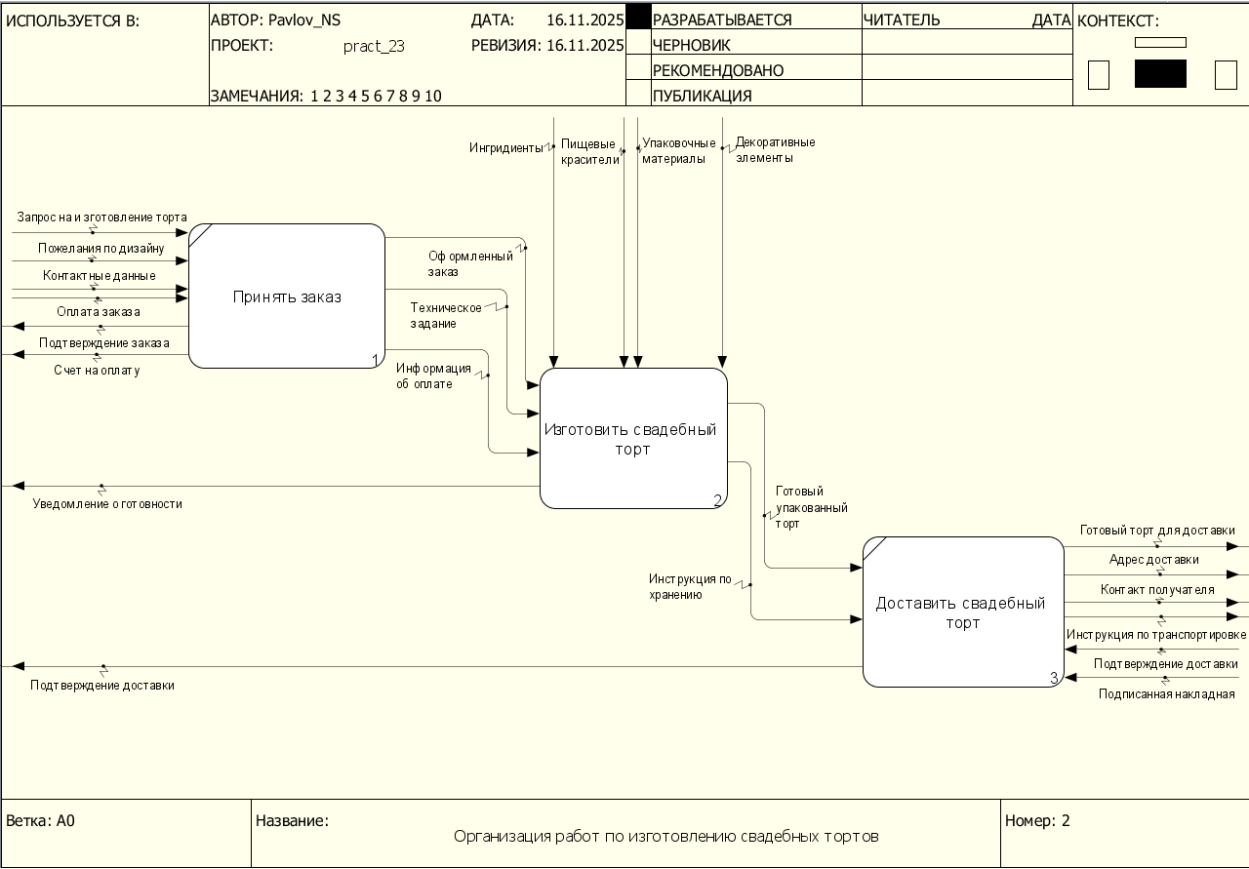 ИСПОЛЬЗУЕТСЯ В:
АВТОР: Pavlov_NS
ДАТА: 16.11.2025
ПРОЕКТ: pract_23
РЕВИЗИЯ: 16.11.2025
ЗАМЕЧАНИЯ: 1 2 3 4 5 6 7 8 9 10
РАЗРАБАТЫВАЕТСЯ
ЧЕРНОВИК
РЕКОМЕНДОВАНО
ПУБЛИКАЦИЯ
ЧИТАТЕЛЬ
ДАТА
КОНТЕКСТ:
Ингридиенты
Пищевые
красители
Упаковочные
материалы
Декоративные
элементы
Запрос на изготовление торта
Пожелания по дизайну
Контактные данные
Оплата заказа
Подтверждение заказа
Счет на оплату
Принять заказ
1
Оформленный
заказ
Техническое
задание
Информация
об оплате
Изготовить свадебный
торт
2
Уведомление о готовности
Готовый
упакованный
торт
Инструкция по
хранению
Доставить свадебный
торт
3
Готовый торт для доставки
Адрес доставки
Контакт получателя
Инструкция по транспортировке
Подтверждение доставки
Подписанная накладная
Подтверждение доставки
Ветка: A0
Название:
Организация работ по изготовлению свадебных тортов
Номер: 2